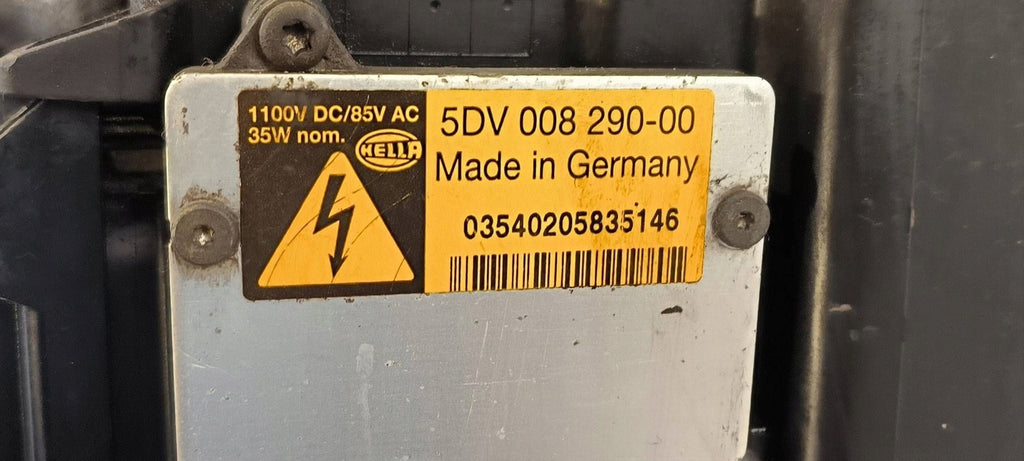 1100V DC/85V AC
35W nom.
HELLA
5DV 008 290-00
Made in Germany
03540205835146